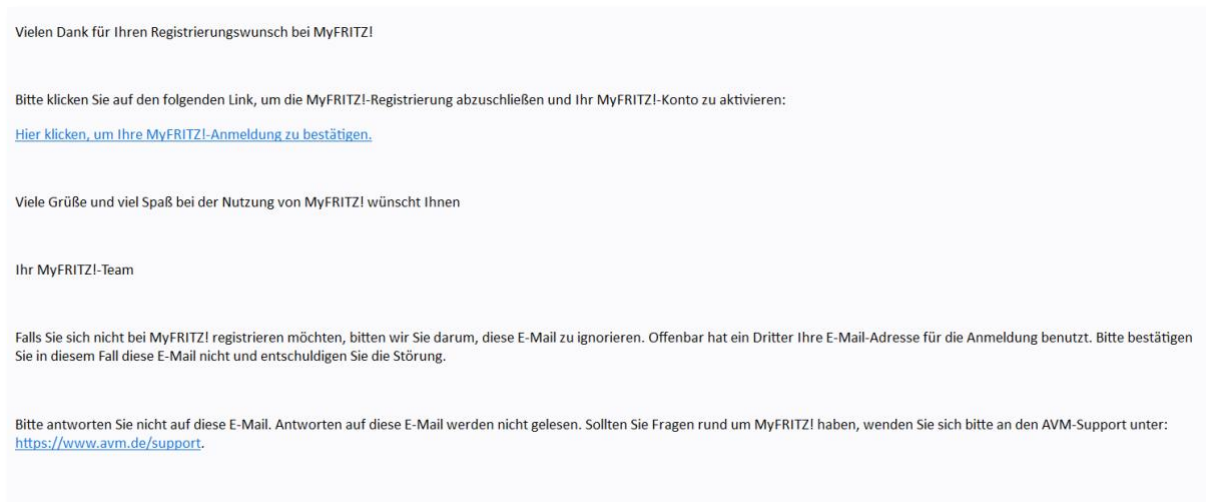 Vielen Dank für Ihren Registrierungswunsch bei MyFRITZ!
Bitte klicken Sie auf den folgenden Link, um die MyFRITZ!-Registrierung abzuschließen und Ihr MyFRITZ!-Konto zu aktivieren:
Hier klicken, um Ihre MyFRITZ!-Anmeldung zu bestätigen.
Viele Grüße und viel Spaß bei der Nutzung von MyFRITZ! wünscht Ihnen
Ihr MyFRITZ!-Team
Falls Sie sich nicht bei MyFRITZ! registrieren möchten, bitten wir Sie darum, diese E-Mail zu ignorieren. Offenbar hat ein Dritter Ihre E-Mail-Adresse für die Anmeldung benutzt. Bitte bestätigen
Sie in diesem Fall diese E-Mail nicht und entschuldigen Sie die Störung.
Bitte antworten Sie nicht auf diese E-Mail. Antworten auf diese E-Mail werden nicht gelesen. Sollten Sie Fragen rund um MyFRITZ! haben, wenden Sie sich bitte an den AVM-Support unter:
https://www.avm.de/support.